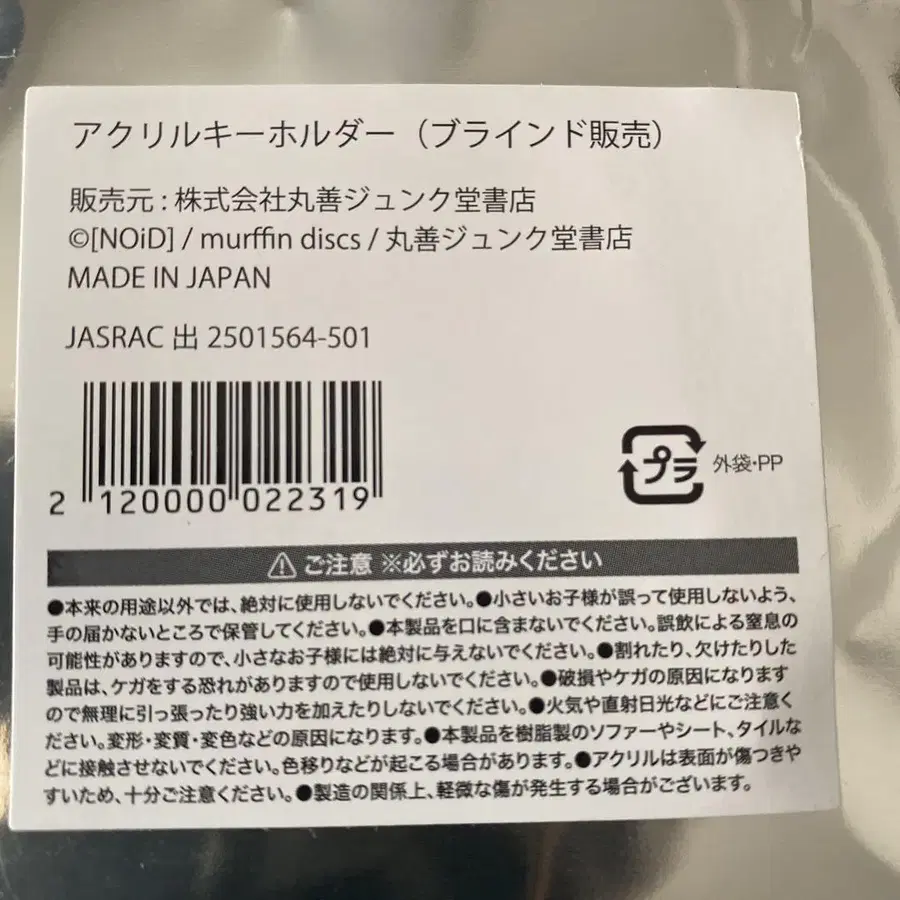 アクリルキーホルダー（ブラインド販売）
販売元 : 株式会社丸善ジュンク堂書店
©[NOiD] / murffin discs / 丸善ジュンク堂書店
MADE IN JAPAN
JASRAC 出 2501564-501
2 120000 022319
プラ 外袋・PP
⚠ ご注意 ※必ずお読みください
●本来の用途以外では、絶対に使用しないでください。●小さいお子様が誤って使用しないよう、
手の届かないところで保管してください。●本製品を口に含まないでください。誤飲による窒息の
可能性がありますので、小さなお子様には絶対に与えないでください。●割れたり、欠けたりした
製品は、ケガをする恐れがありますので使用しないでください。●破損やケガの原因になります
ので無理に引っ張ったり強い力を加えたりしないでください。●火気や直射日光などにご注意く
ださい。変形・変質・変色などの原因になります。●本製品を樹脂製のソファーやシート、タイルな
どに接触させないでください。色移りなどが起こる場合があります。●アクリルは表面が傷つきや
すいため、十分ご注意ください。●製造の関係上、軽微な傷が発生する場合がございます。